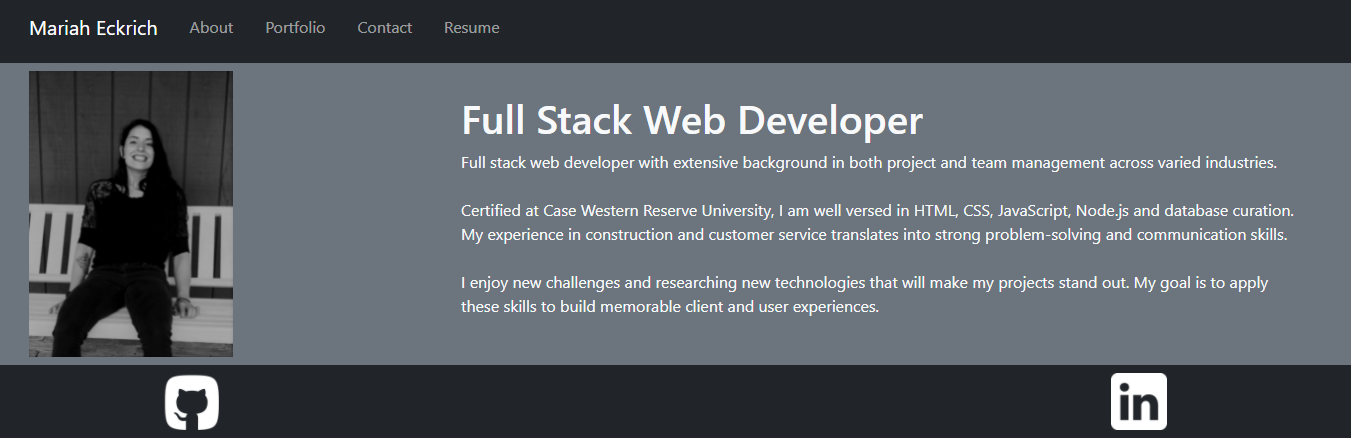 Mariah Eckrich About Portfolio Contact Resume
Full Stack Web Developer
Full stack web developer with extensive background in both project and team management across varied industries.
Certified at Case Western Reserve University, I am well versed in HTML, CSS, JavaScript, Node.js and database curation.
My experience in construction and customer service translates into strong problem-solving and communication skills.
I enjoy new challenges and researching new technologies that will make my projects stand out. My goal is to apply
these skills to build memorable client and user experiences.
in